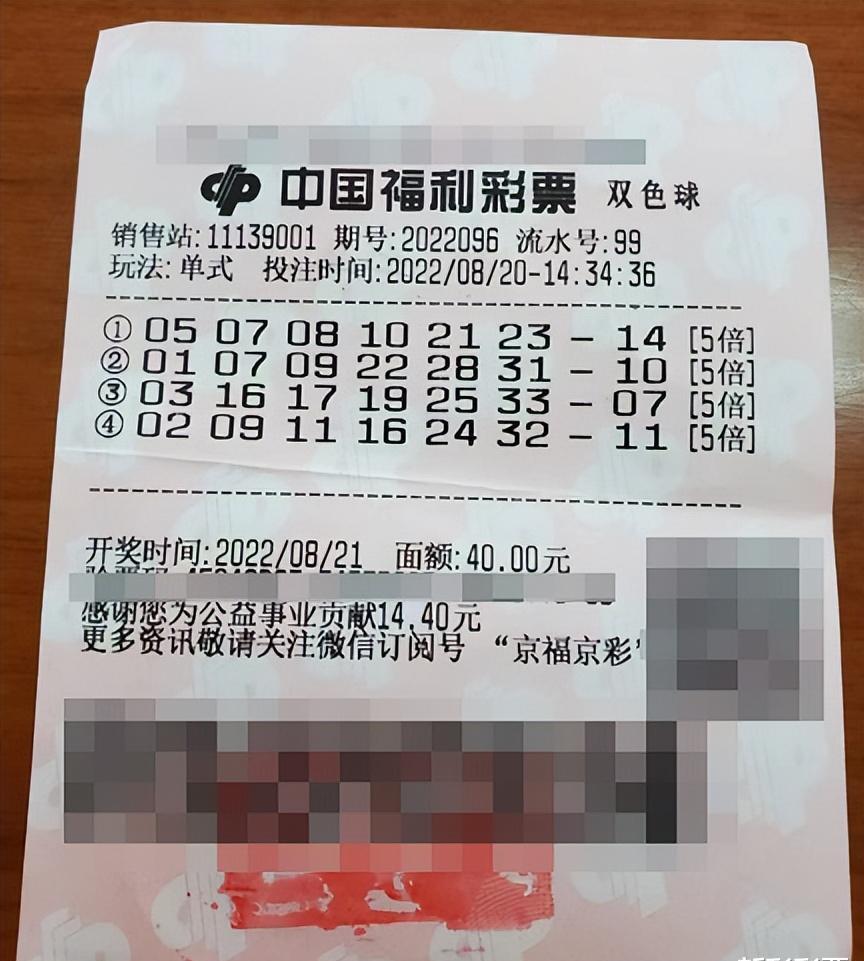 中国福利彩票 双色球
销售站:11139001 期号:2022096 流水号:99
玩法:单式 投注时间:2022/08/20-14:34:36
① 05 07 08 10 21 23 - 14 [5倍]
② 01 07 09 22 28 31 - 10 [5倍]
③ 03 16 17 19 25 33 - 07 [5倍]
④ 02 09 11 16 24 32 - 11 [5倍]
开奖时间:2022/08/21 面额:40.00元
感谢您为公益事业贡献14.40元
更多资讯敬请关注微信订阅号 “京福京彩”